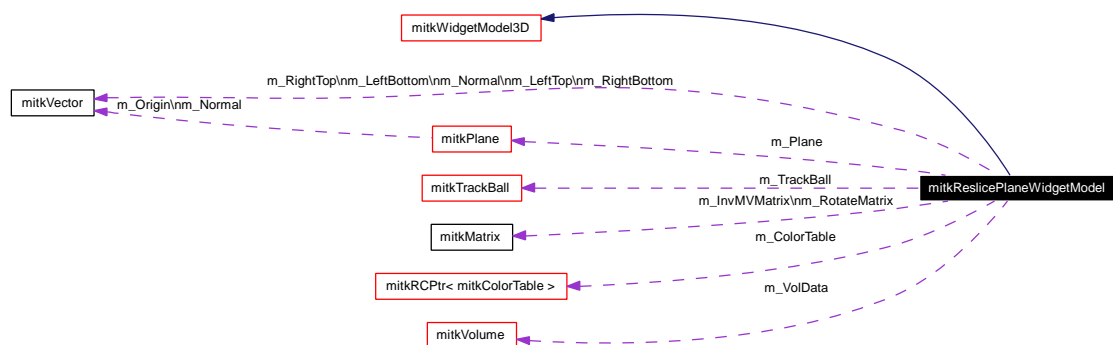 mitkWidgetModel3D
m_RightTop\nm_LeftBottom\nm_Normal\nm_LeftTop\nm_RightBottom
mitkVector
m_Origin\nm_Normal
mitkPlane
m_Plane
mitkTrackBall
m_TrackBall
mitkReslicePlaneWidgetModel
m_InvMVMatrix\nm_RotateMatrix
mitkMatrix
m_ColorTable
mitkRCPtr< mitkColorTable >
m_VolData
mitkVolume